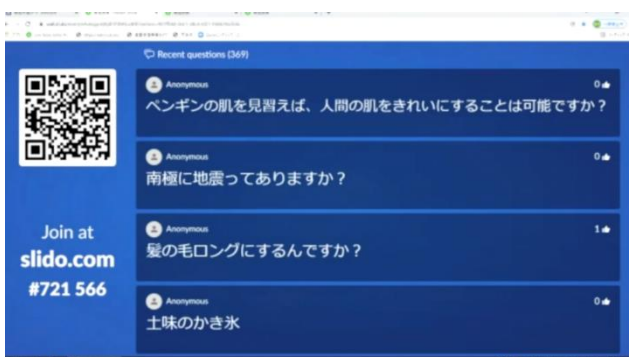 Recent questions (369)
Anonymous
0
ペンギンの肌を見習えば、人間の肌をきれいにすることは可能ですか？
Anonymous
0
南極に地震ってありますか？
Anonymous
1
髪の毛ロングにするんですか？
Anonymous
0
土味のかき氷
Join at
slido.com
#721 566